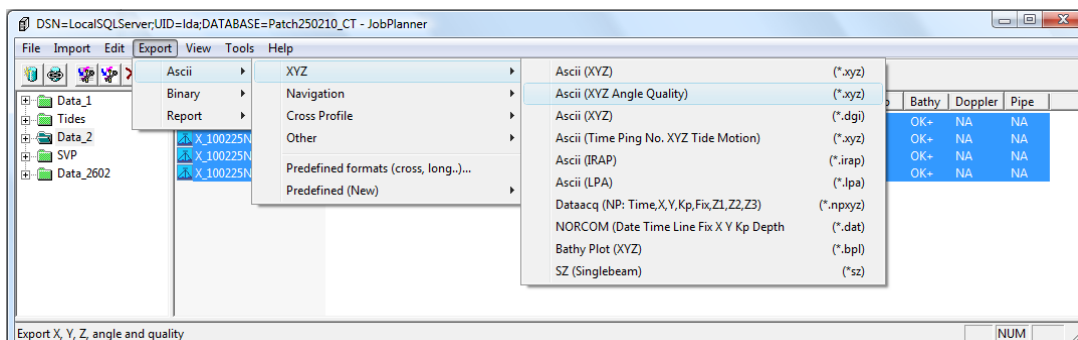 DSN=LocalSQLServer;UID=Ida;DATABASE=Patch250210_CT - JobPlanner
File Import Edit Export View Tools Help
Ascii
Binary
Report
XYZ
Navigation
Cross Profile
Other
Predefined formats (cross, long..)...
Predefined (New)
Ascii (XYZ) (*.xyz)
Ascii (XYZ Angle Quality) (*.xyz)
Ascii (XYZ) (*.dgi)
Ascii (Time Ping No. XYZ Tide Motion) (*.xyz)
Ascii (IRAP) (*.irap)
Ascii (LPA) (*.lpa)
Dataacq (NP: Time,X,Y,Kp,Fix,Z1,Z2,Z3) (*.npxyz)
NORCOM (Date Time Line Fix X Y Kp Depth (*.dat)
Bathy Plot (XYZ) (*.bpl)
SZ (Singlebeam) (*sz)
Data_1
Tides
Data_2
SVP
Data_2602
X_100225N
X_100225N
Bathy Doppler Pipe
OK+ NA NA
OK+ NA NA
OK+ NA NA
Export X, Y, Z, angle and quality
NUM